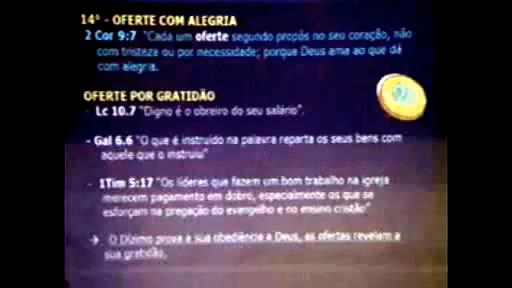 14º - OFERTE COM ALEGRIA
2 Cor 9:7 "Cada um oferte segundo propôs no seu coração, não
com tristeza ou por necessidade; porque Deus ama ao que dá
com alegria.
OFERTE POR GRATIDÃO
- Lc 10.7 "Digno é o obreiro do seu salário".
- Gal 6.6 "O que é instruído na palavra reparta os seus bens com
aquele que o instruiu"
- 1Tim 5:17 "Os líderes que fazem um bom trabalho na igreja
merecem pagamento em dobro, especialmente os que se
esforçam na pregação do evangelho e no ensino cristão"
→ O Dízimo prova a sua obediência a Deus, as ofertas revelam a
sua gratidão.